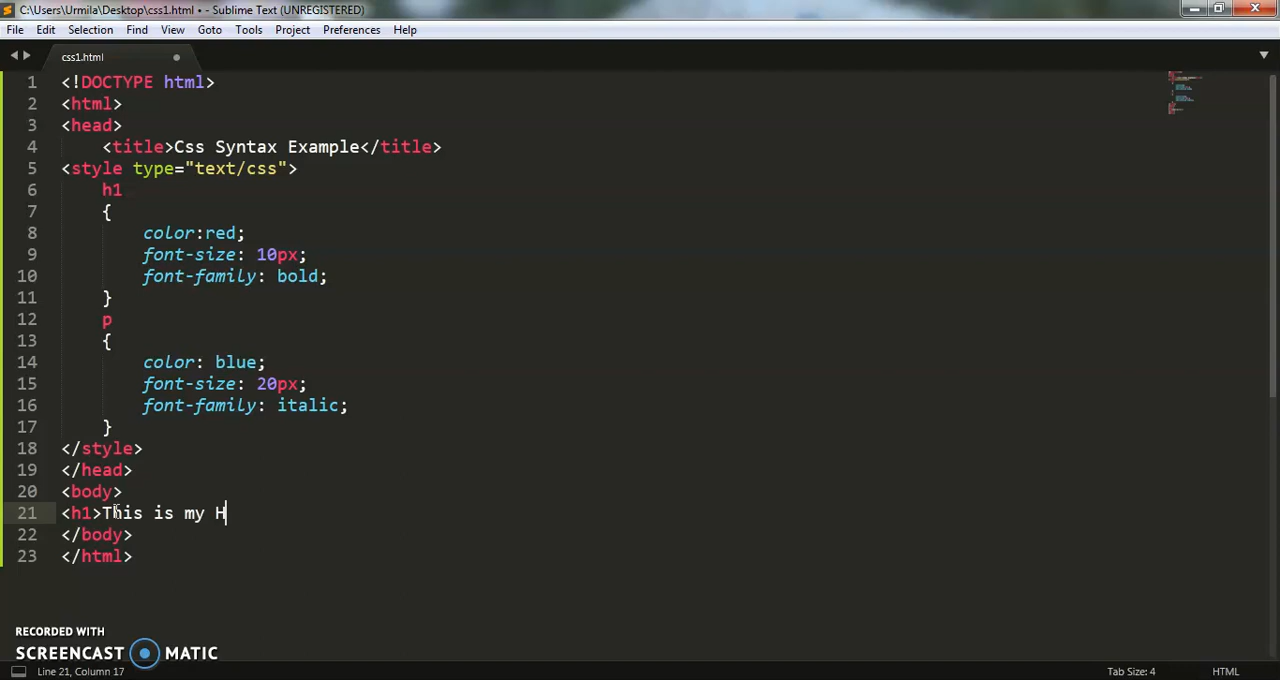 C:\Users\Urmila\Desktop\css1.html • - Sublime Text (UNREGISTERED)
File Edit Selection Find View Goto Tools Project Preferences Help
css1.html
1 <!DOCTYPE html>
2 <html>
3 <head>
4     <title>Css Syntax Example</title>
5 <style type="text/css">
6     h1
7     {
8         color:red;
9         font-size: 10px;
10         font-family: bold;
11     }
12     p
13     {
14         color: blue;
15         font-size: 20px;
16         font-family: italic;
17     }
18 </style>
19 </head>
20 <body>
21 <h1>This is my H
22 </body>
23 </html>
RECORDED WITH
SCREENCAST MATIC
Line 21, Column 17 Tab Size: 4 HTML